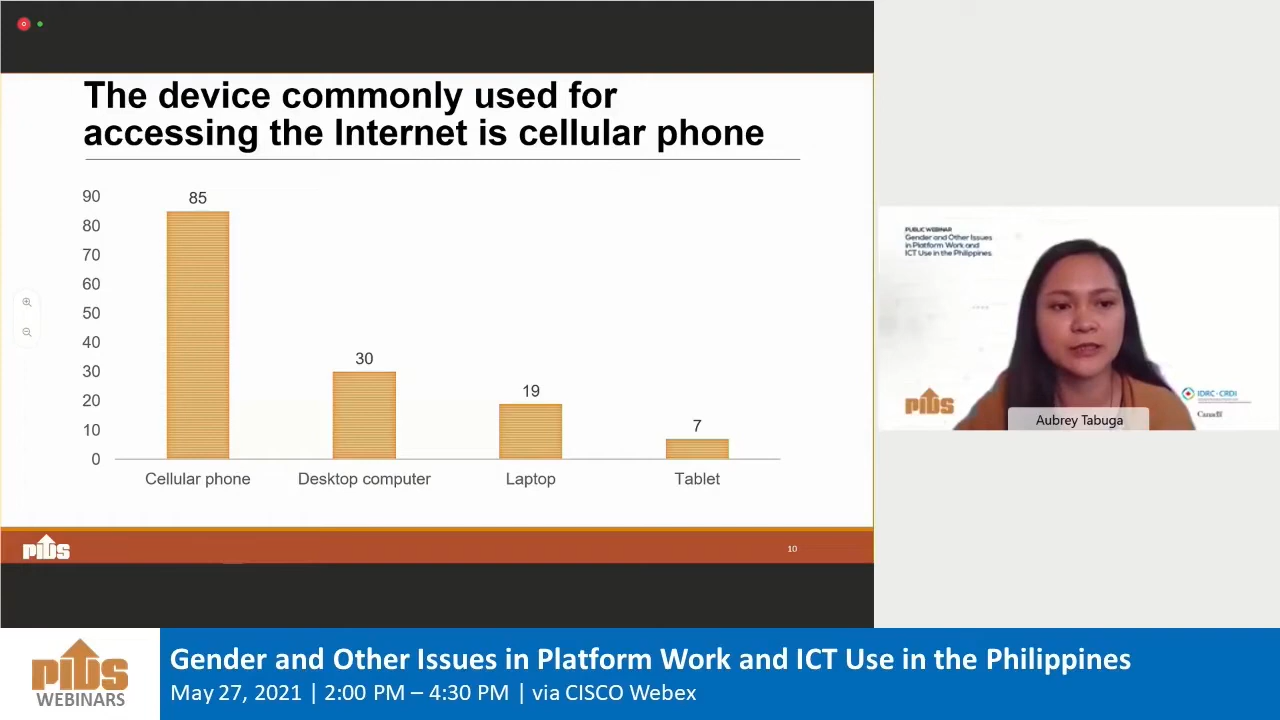 The device commonly used for
accessing the Internet is cellular phone
90
80
70
60
50
40
30
20
10
0
85
30
19
7
Cellular phone
Desktop computer
Laptop
Tablet
PIDS
10
PUBLIC WEBINAR
Gender and Other Issues
in Platform Work and
ICT Use in the Philippines
PIDS
IDRC · CRDI
Canada
Aubrey Tabuga
PIDS
WEBINARS
Gender and Other Issues in Platform Work and ICT Use in the Philippines
May 27, 2021 | 2:00 PM – 4:30 PM | via CISCO Webex